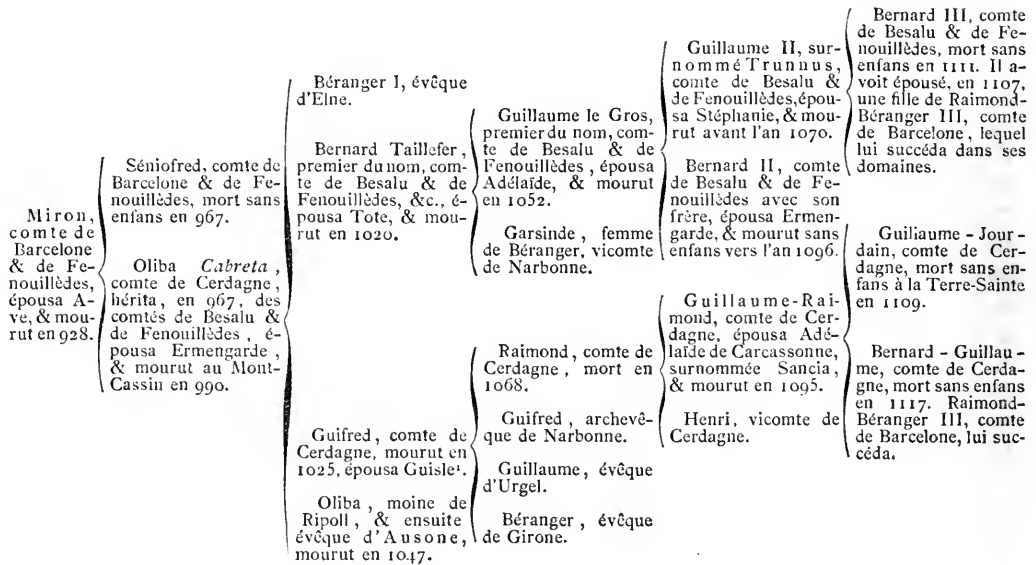 Miron,
comte de
Barcelone
& de Fe-
nouillèdes,
épousa A-
ve, & mou-
rut en 928.
Séniofred, comte de
Barcelone & de Fe-
nouillèdes, mort sans
enfans en 967.
Oliba Cabreta,
comte de Cerdagne,
hérita, en 967, des
comtés de Besalu &
de Fenouillèdes, é-
pousa Ermengarde,
& mourut au Mont-
Cassin en 990.
Béranger I, évêque
d'Elne.
Bernard Taillefer,
premier du nom, com-
te de Besalu & de
Fenouillèdes, &c., é-
pousa Tote, & mou-
rut en 1020.
Guifred, comte de
Cerdagne, mourut en
1025, épousa Guisle¹.
Oliba, moine de
Ripoll, & ensuite
évêque d'Ausone,
mourut en 1047.
Guillaume le Gros,
premier du nom, com-
te de Besalu & de
Fenouillèdes, épousa
Adélaïde, & mourut
en 1052.
Garsinde, femme
de Béranger, vicomte
de Narbonne.
Raimond, comte de
Cerdagne, mort en
1068.
Guifred, archevê-
que de Narbonne.
Guillaume, évêque
d'Urgel.
Béranger, évêque
de Girone.
Guillaume II, sur-
nommé Trunnus,
comte de Besalu &
de Fenouillèdes, épou-
sa Stéphanie, & mou-
rut avant l'an 1070.
Bernard II, comte
de Besalu & de Fe-
nouillèdes avec son
frère, épousa Ermen-
garde, & mourut sans
enfans vers l'an 1096.
Guillaume-Rai-
mond, comte de Cer-
dagne, épousa Adé-
laïde de Carcassonne,
surnommée Sancia,
& mourut en 1095.
Henri, vicomte de
Cerdagne.
Bernard III, comte
de Besalu & de Fe-
nouillèdes, mort sans
enfans en 1111. Il a-
voit épousé, en 1107,
une fille de Raimond-
Béranger III, comte
de Barcelone, lequel
lui succéda dans ses
domaines.
Guillaume-Jour-
dain, comte de Cer-
dagne, mort sans en-
fans à la Terre-Sainte
en 1109.
Bernard-Guillau-
me, comte de Cerda-
gne, mort sans enfans
en 1117. Raimond-
Béranger III, comte
de Barcelone, lui suc-
céda.